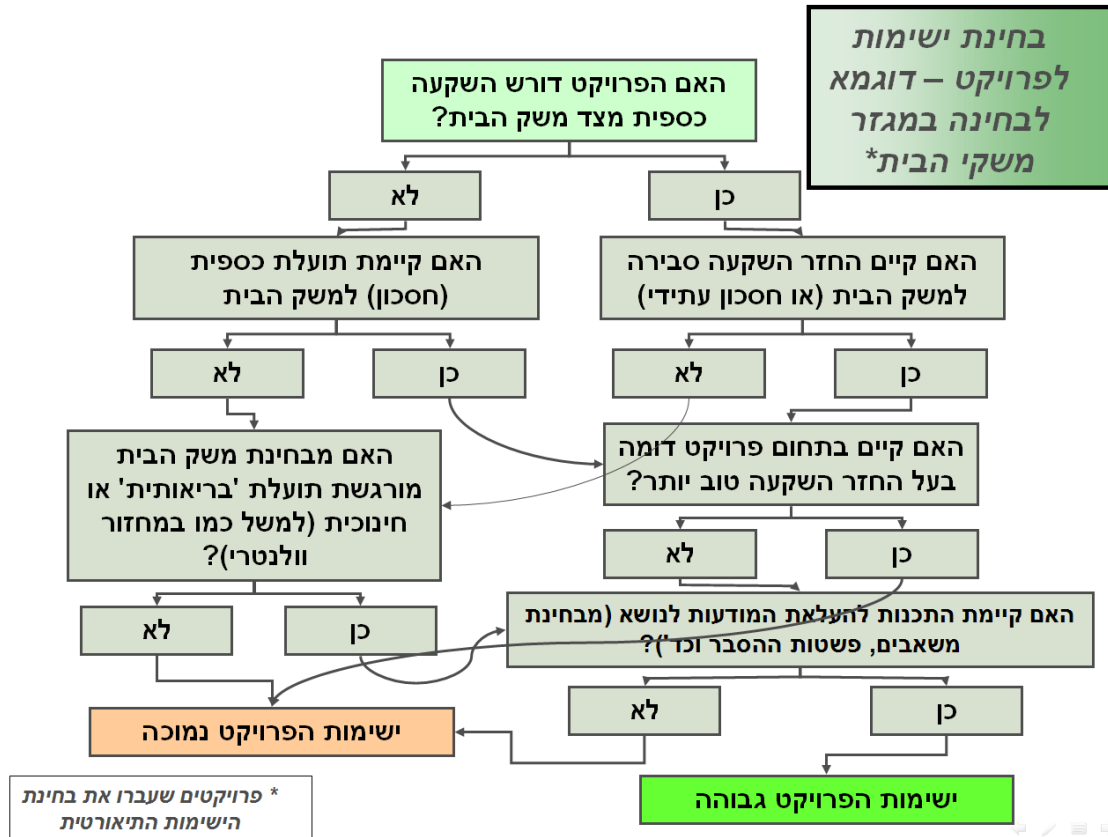 בחינת ישימות
לפרויקט – דוגמא
לבחינה במגזר
משקי הבית*
האם הפרויקט דורש השקעה
כספית מצד משק הבית?
כן
לא
האם קיים החזר השקעה סבירה
למשק הבית (או חסכון עתידי)
האם קיימת תועלת כספית
(חסכון) למשק הבית
כן
לא
כן
לא
האם קיים בתחום פרויקט דומה
בעל החזר השקעה טוב יותר?
האם מבחינת משק הבית
מורגשת תועלת 'בריאותית' או
חינוכית (למשל כמו במחזור
וולנטרי)?
כן
לא
האם קיימת התכנות להעלאת המודעות לנושא (מבחינת
משאבים, פשטות ההסבר וכד')?
כן
לא
כן
לא
ישימות הפרויקט נמוכה
ישימות הפרויקט גבוהה
* פרויקטים שעברו את בחינת
הישימות התיאורטית